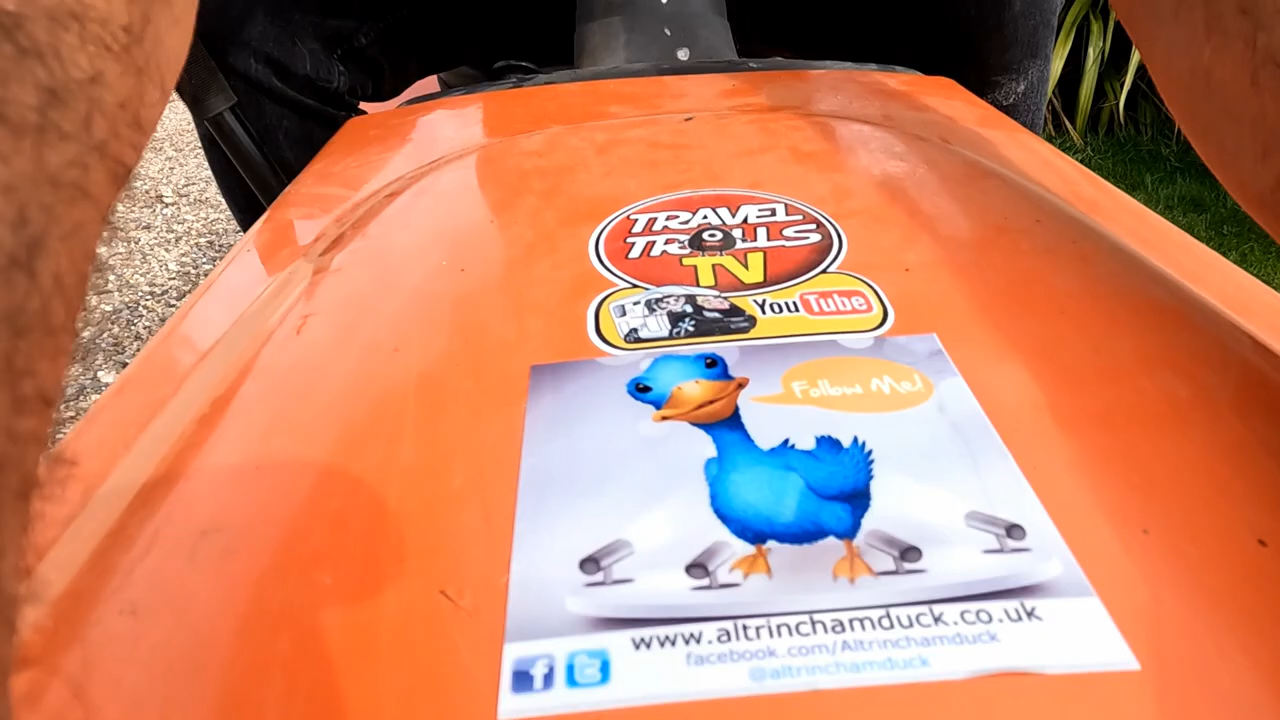 TRAVEL
TROLLS
TV
YouTube
Follow Me!
www.altrinchamduck.co.uk
facebook.com/Altrinchamduck
@altrinchamduck